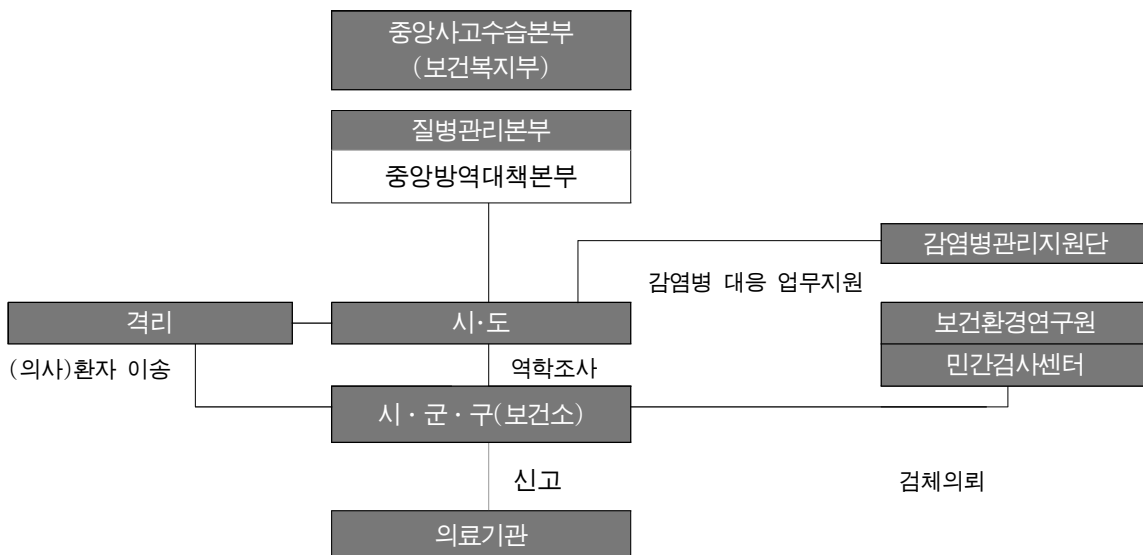 중앙사고수습본부
(보건복지부)
질병관리본부
중앙방역대책본부
감염병관리지원단
감염병 대응 업무지원
격리
시·도
보건환경연구원
(의사)환자 이송
역학조사
민간검사센터
시·군·구(보건소)
신고
검체의뢰
의료기관